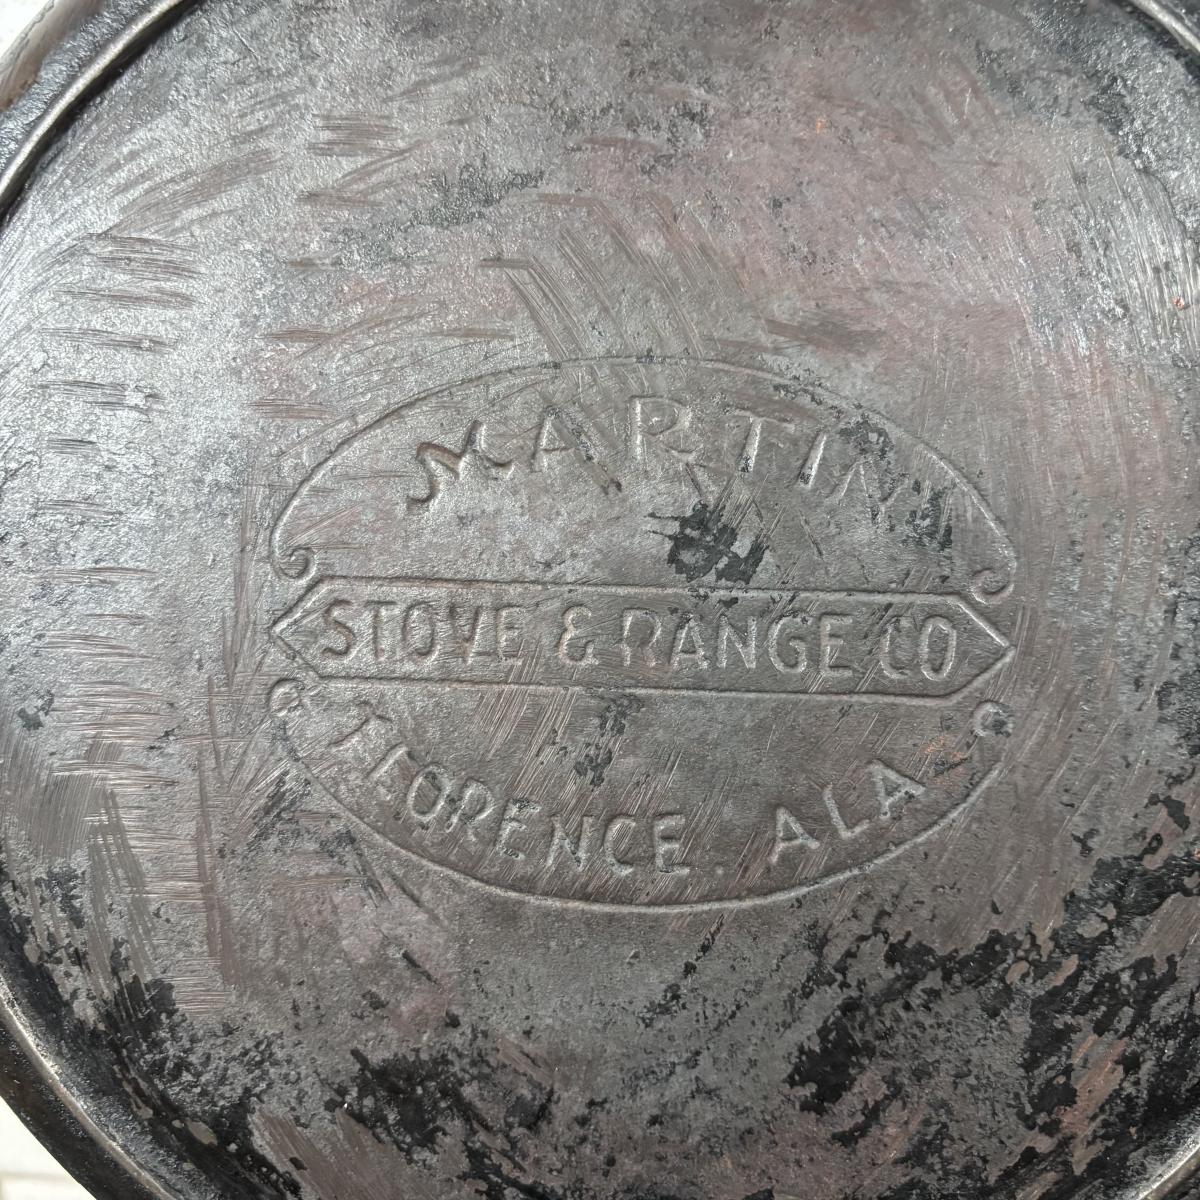 MARTIN
STOVE & RANGE CO
FLORENCE. ALA.